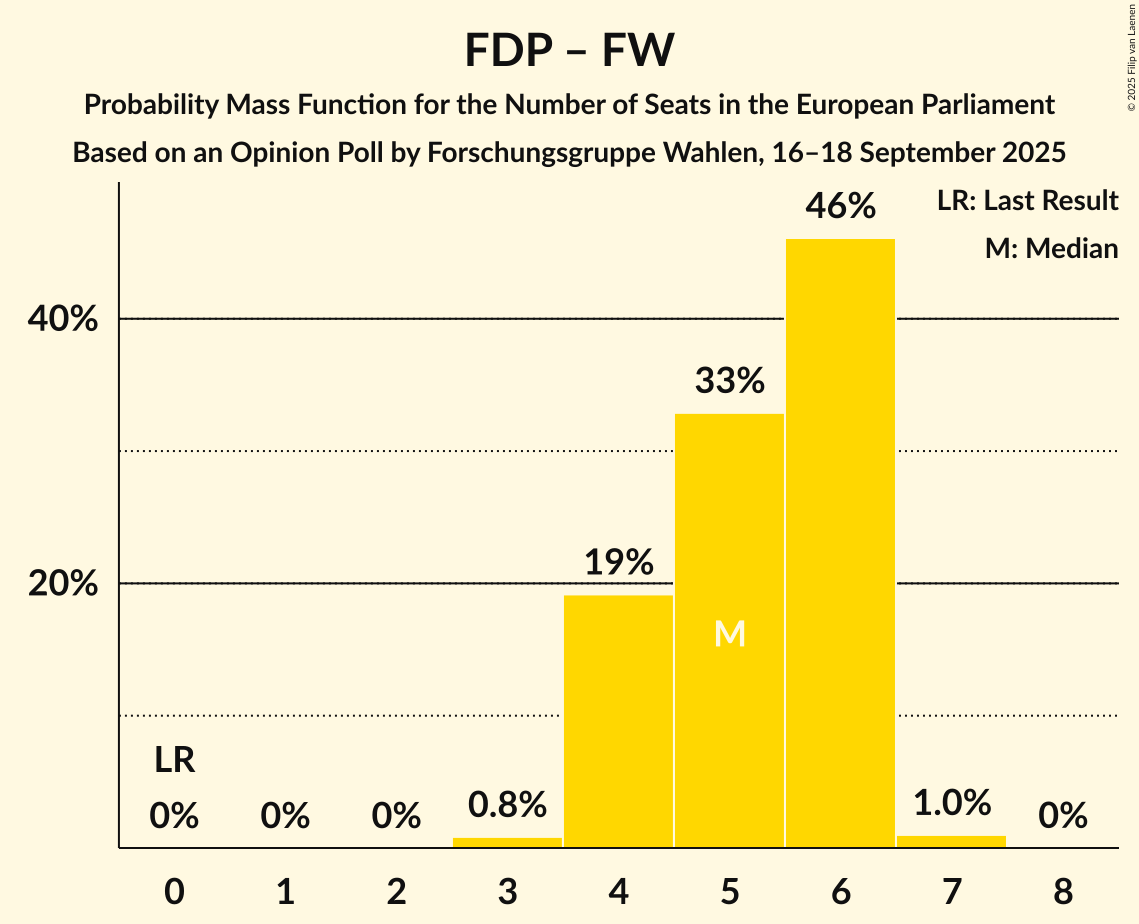 FDP – FW
Probability Mass Function for the Number of Seats in the European Parliament
Based on an Opinion Poll by Forschungsgruppe Wahlen, 16–18 September 2025
© 2025 Filip van Laenen
LR: Last Result
M: Median
46%
40%
33%
19%
20%
M
LR
0%
0%
0%
0.8%
1.0%
0%
0
1
2
3
4
5
6
7
8